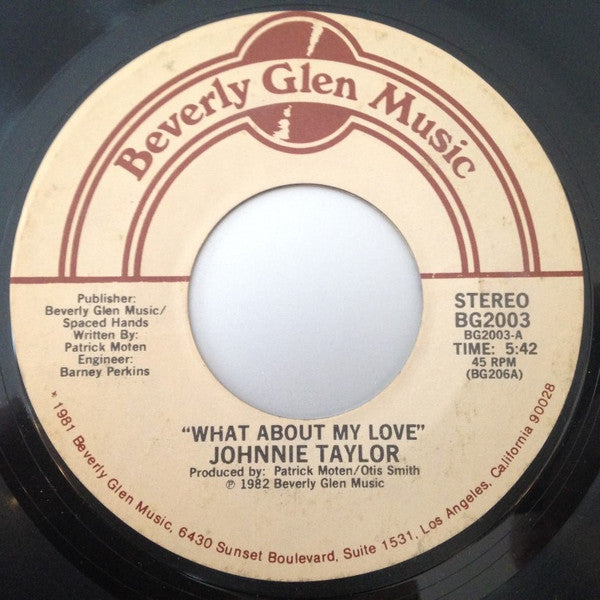 Beverly Glen Music
Publisher:
Beverly Glen Music/
Spaced Hands
Written By:
Patrick Moten
Engineer:
Barney Perkins
STEREO
BG2003
BG2003-A
TIME: 5:42
45 RPM
(BG206A)
"WHAT ABOUT MY LOVE"
JOHNNIE TAYLOR
Produced by: Patrick Moten/Otis Smith
℗ 1982 Beverly Glen Music
* 1981 Beverly Glen Music, 6430 Sunset Boulevard, Suite 1531, Los Angeles, California 90028